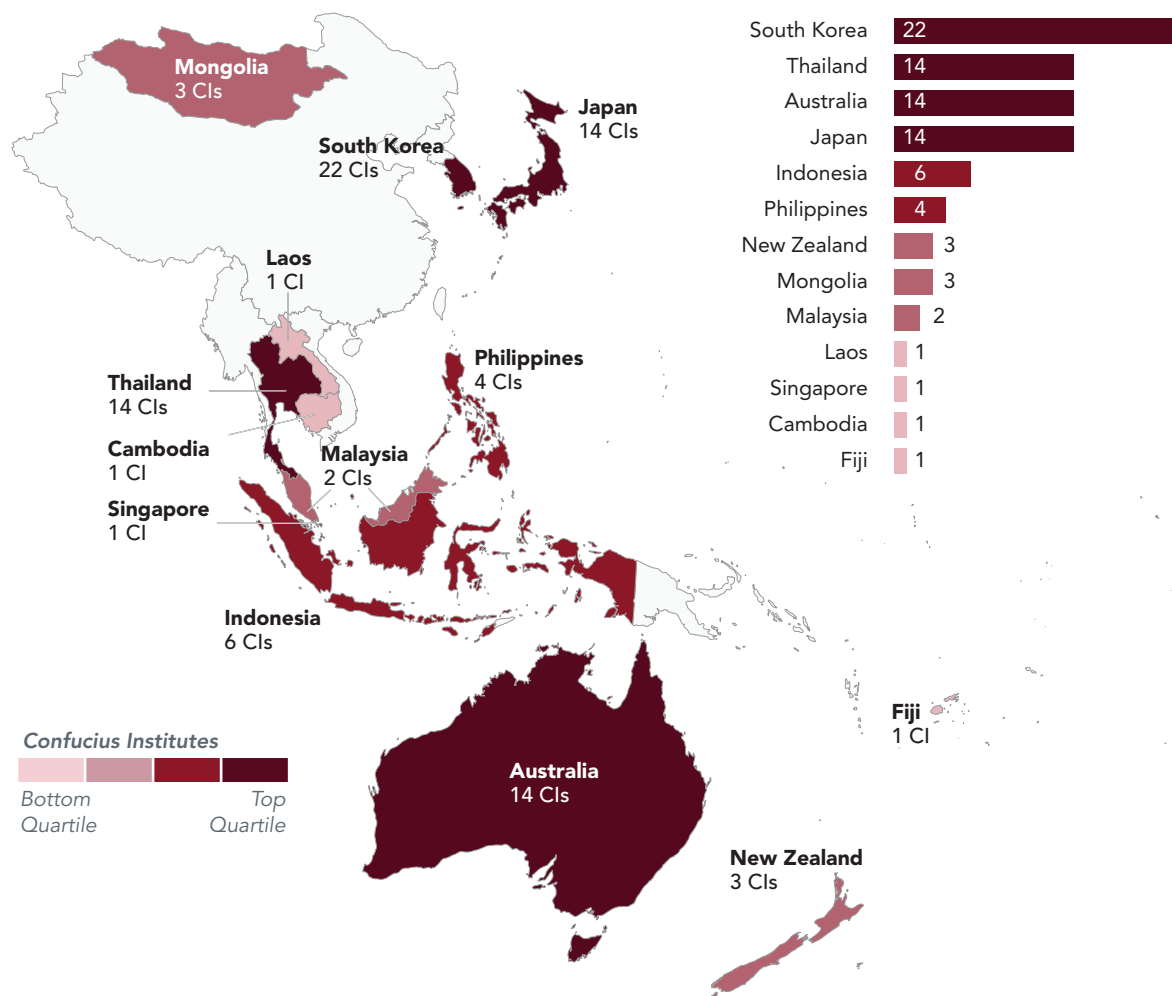 Mongolia
3 CIs
Japan
14 CIs
South Korea
22 CIs
Laos
1 CI
Philippines
4 CIs
Thailand
14 CIs
Cambodia
1 CI
Malaysia
2 CIs
Singapore
1 CI
Indonesia
6 CIs
Fiji
1 CI
Australia
14 CIs
New Zealand
3 CIs
South Korea 22
Thailand 14
Australia 14
Japan 14
Indonesia 6
Philippines 4
New Zealand 3
Mongolia 3
Malaysia 2
Laos 1
Singapore 1
Cambodia 1
Fiji 1
Confucius Institutes
Bottom Top
Quartile Quartile